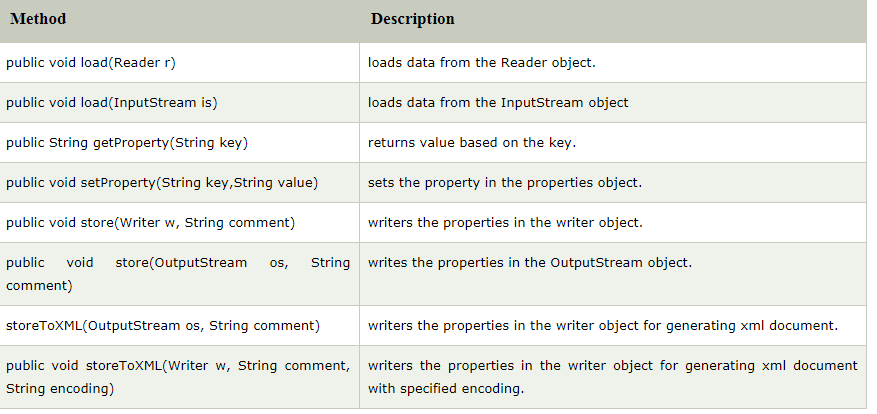 Method Description
public void load(Reader r) loads data from the Reader object.
public void load(InputStream is) loads data from the InputStream object
public String getProperty(String key) returns value based on the key.
public void setProperty(String key,String value) sets the property in the properties object.
public void store(Writer w, String comment) writers the properties in the writer object.
public void store(OutputStream os, String writes the properties in the OutputStream object.
comment)
storeToXML(OutputStream os, String comment) writers the properties in the writer object for generating xml document.
public void storeToXML(Writer w, String comment, writers the properties in the writer object for generating xml document
String encoding) with specified encoding.